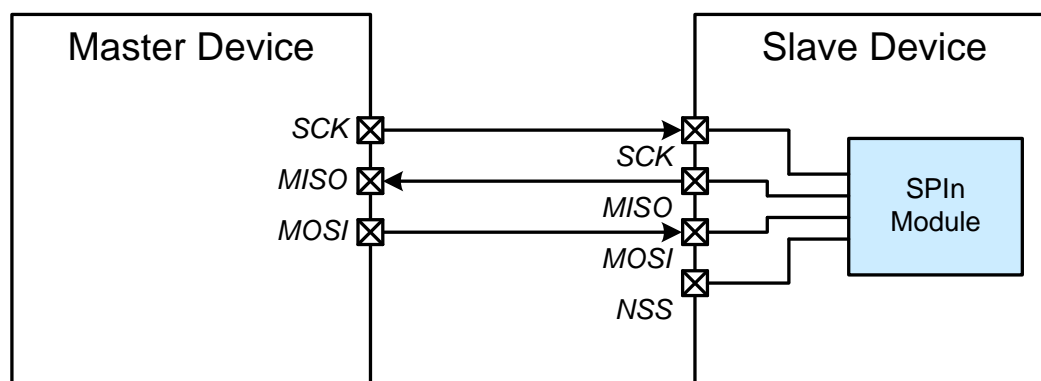 Master Device
Slave Device
SCK
MISO
MOSI
SCK
MISO
MOSI
NSS
SPIn
Module